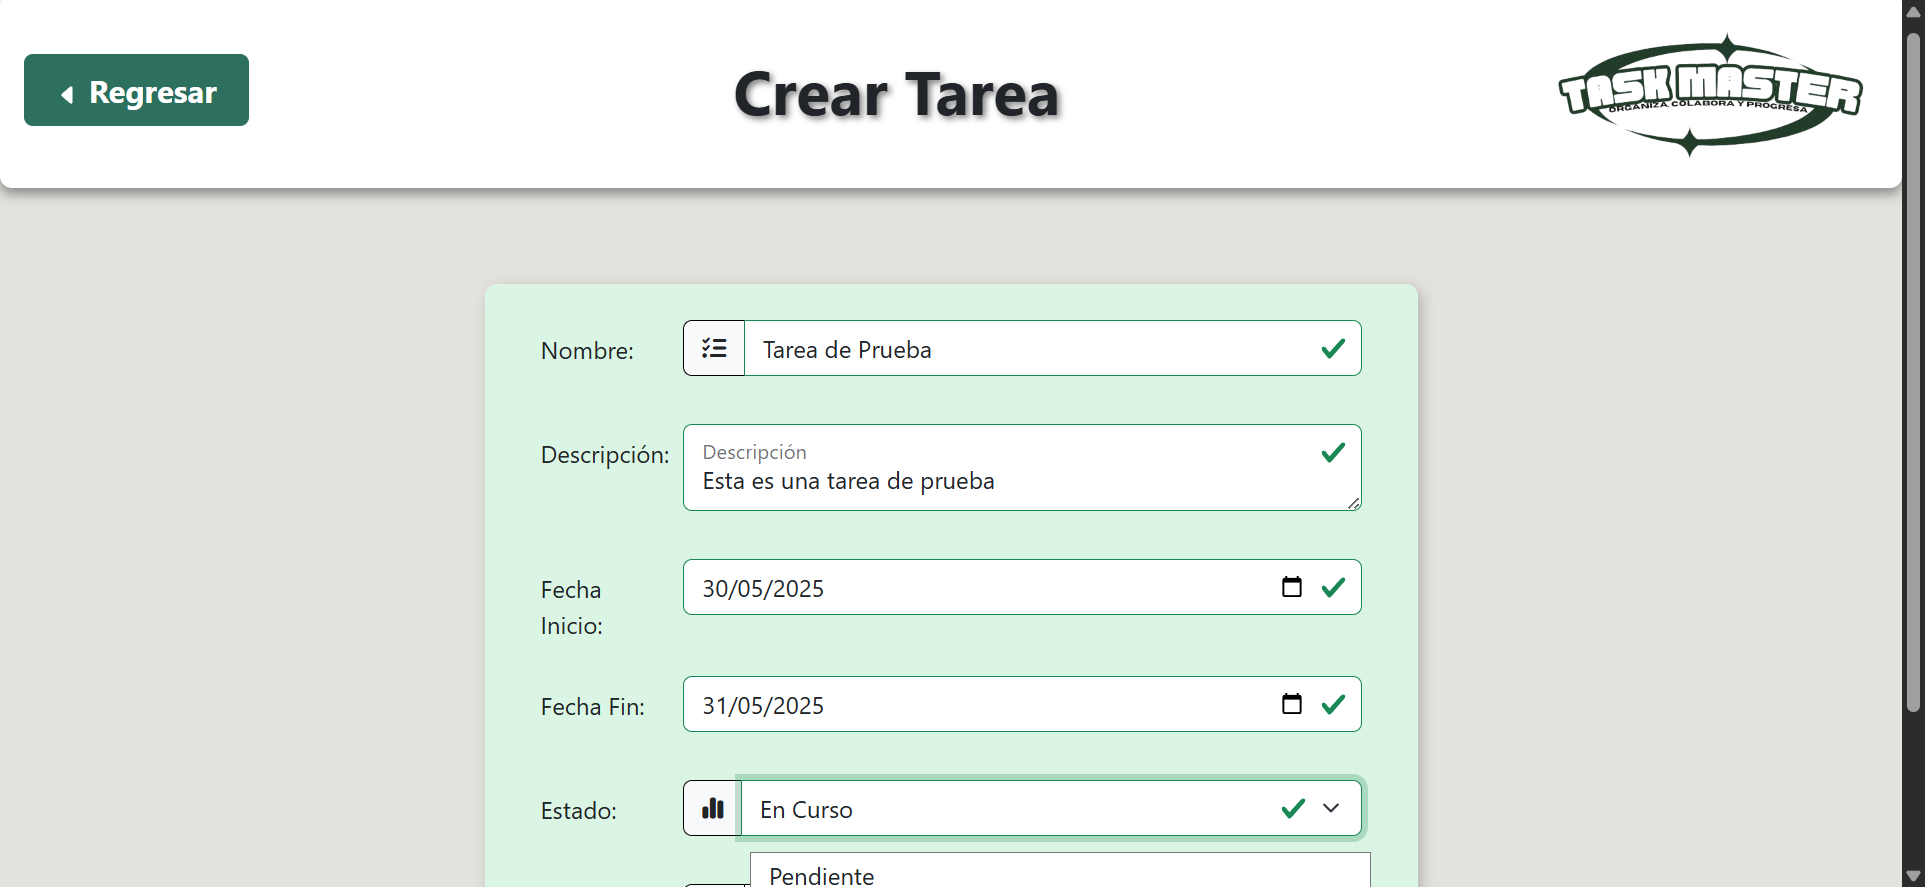 Regresar
Crear Tarea
TASK MASTER
ORGANIZA, COLABORA Y PROGRESA
Nombre:
Tarea de Prueba
Descripción:
Descripción
Esta es una tarea de prueba
Fecha
Inicio:
30/05/2025
Fecha Fin:
31/05/2025
Estado:
En Curso
Pendiente